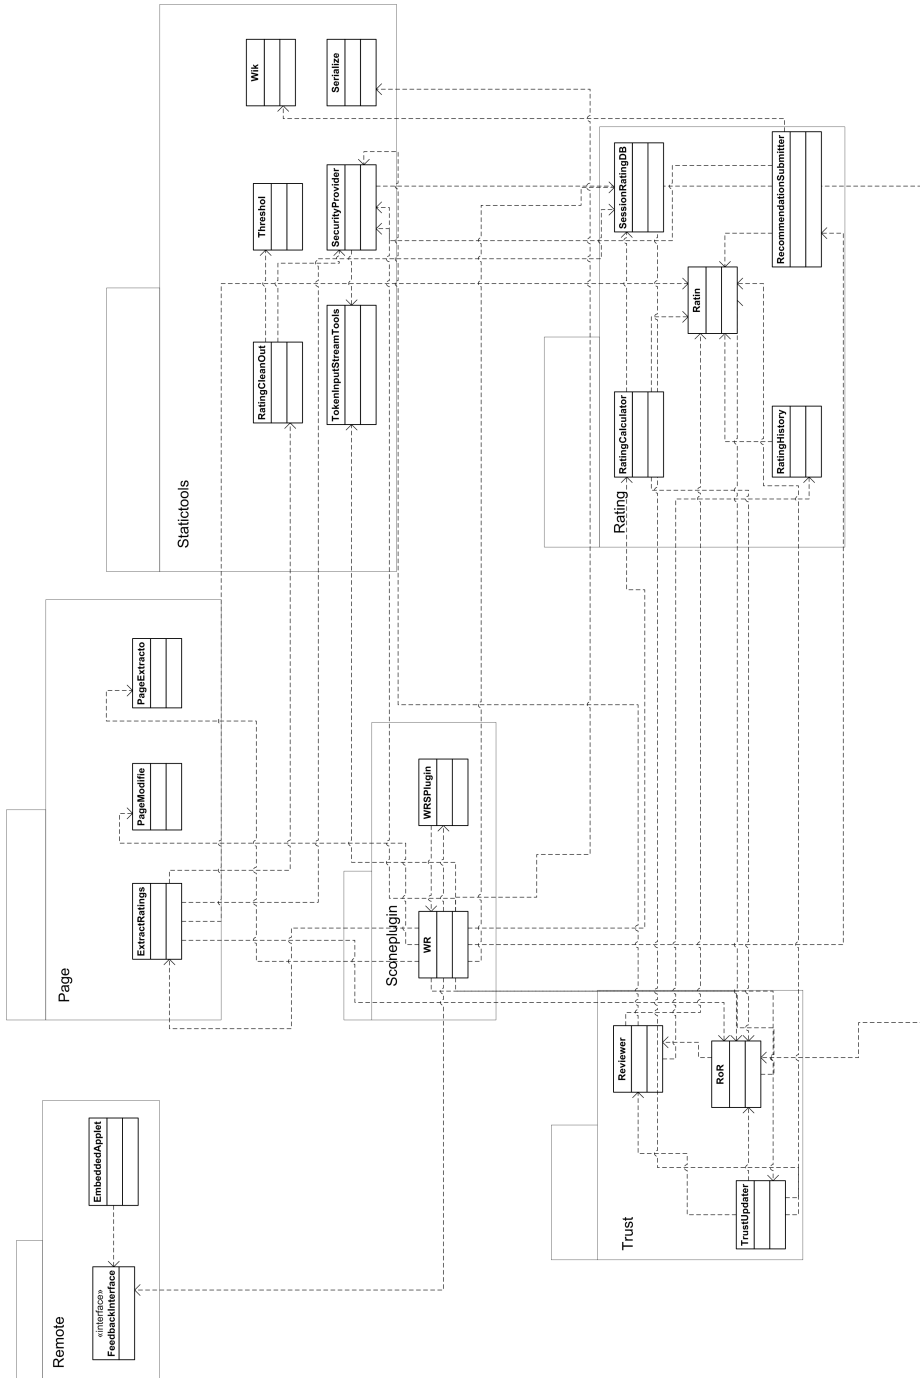 Remote
«interface»
FeedbackInterface
EmbeddedApplet
Page
ExtractRatings
PageModifie
PageExtracto
Statictools
RatingCleanOut
Threshol
Wik
TokenInputStreamTools
SecurityProvider
Serialize
Sconeplugin
WR
WRSPlugin
Trust
TrustUpdater
Reviewer
RoR
Rating
RatingCalculator
SessionRatingDB
Ratin
RatingHistory
RecommendationSubmitter